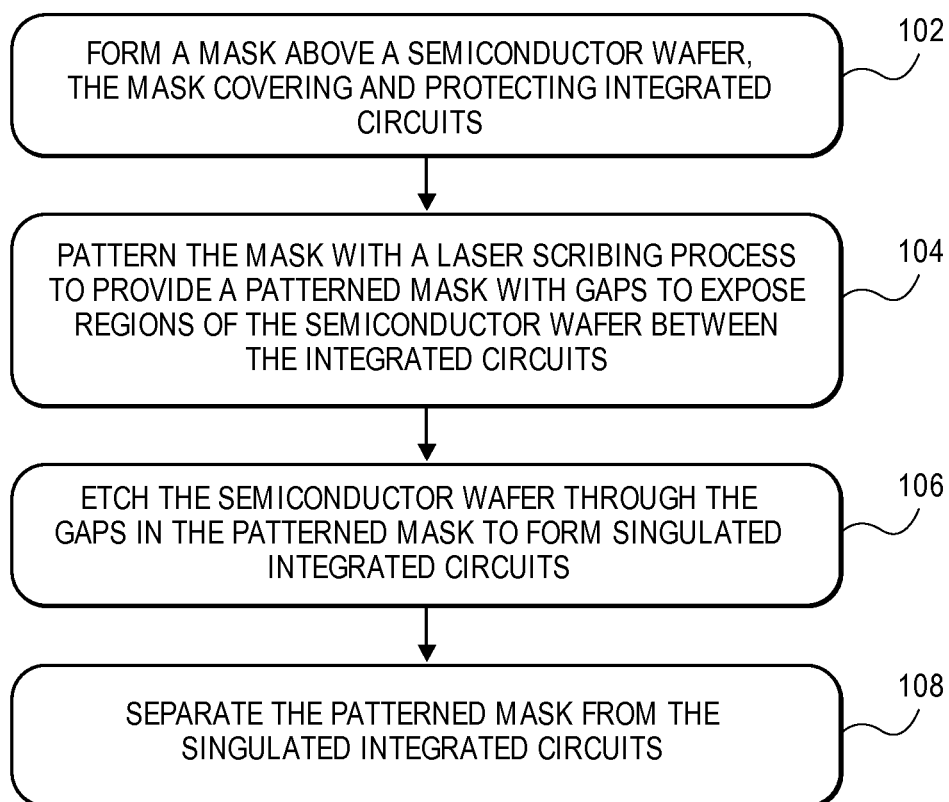 FORM A MASK ABOVE A SEMICONDUCTOR WAFER,
THE MASK COVERING AND PROTECTING INTEGRATED
CIRCUITS
102
PATTERN THE MASK WITH A LASER SCRIBING PROCESS
TO PROVIDE A PATTERNED MASK WITH GAPS TO EXPOSE
REGIONS OF THE SEMICONDUCTOR WAFER BETWEEN
THE INTEGRATED CIRCUITS
104
ETCH THE SEMICONDUCTOR WAFER THROUGH THE
GAPS IN THE PATTERNED MASK TO FORM SINGULATED
INTEGRATED CIRCUITS
106
SEPARATE THE PATTERNED MASK FROM THE
SINGULATED INTEGRATED CIRCUITS
108